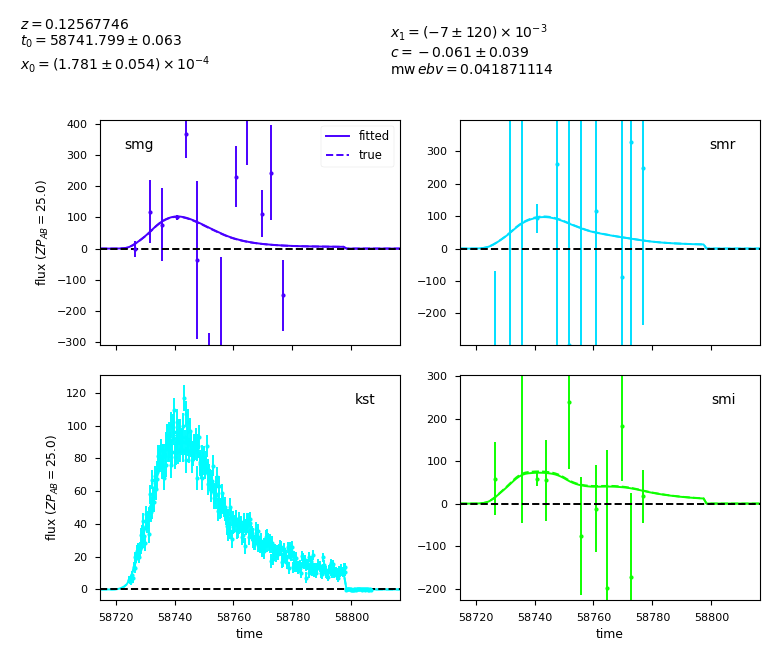 z = 0.12567746
t₀ = 58741.799 ± 0.063
x₀ = (1.781 ± 0.054) × 10⁻⁴
x₁ = (−7 ± 120) × 10⁻³
c = −0.061 ± 0.039
mw ebv = 0.041871114
smg
fitted
true
400
300
200
100
0
−100
−200
−300
flux (ZP_AB = 25.0)
smr
300
200
100
0
−100
−200
kst
120
100
80
60
40
20
0
flux (ZP_AB = 25.0)
58720 58740 58760 58780 58800
time
smi
300
200
100
0
−100
−200
58720 58740 58760 58780 58800
time